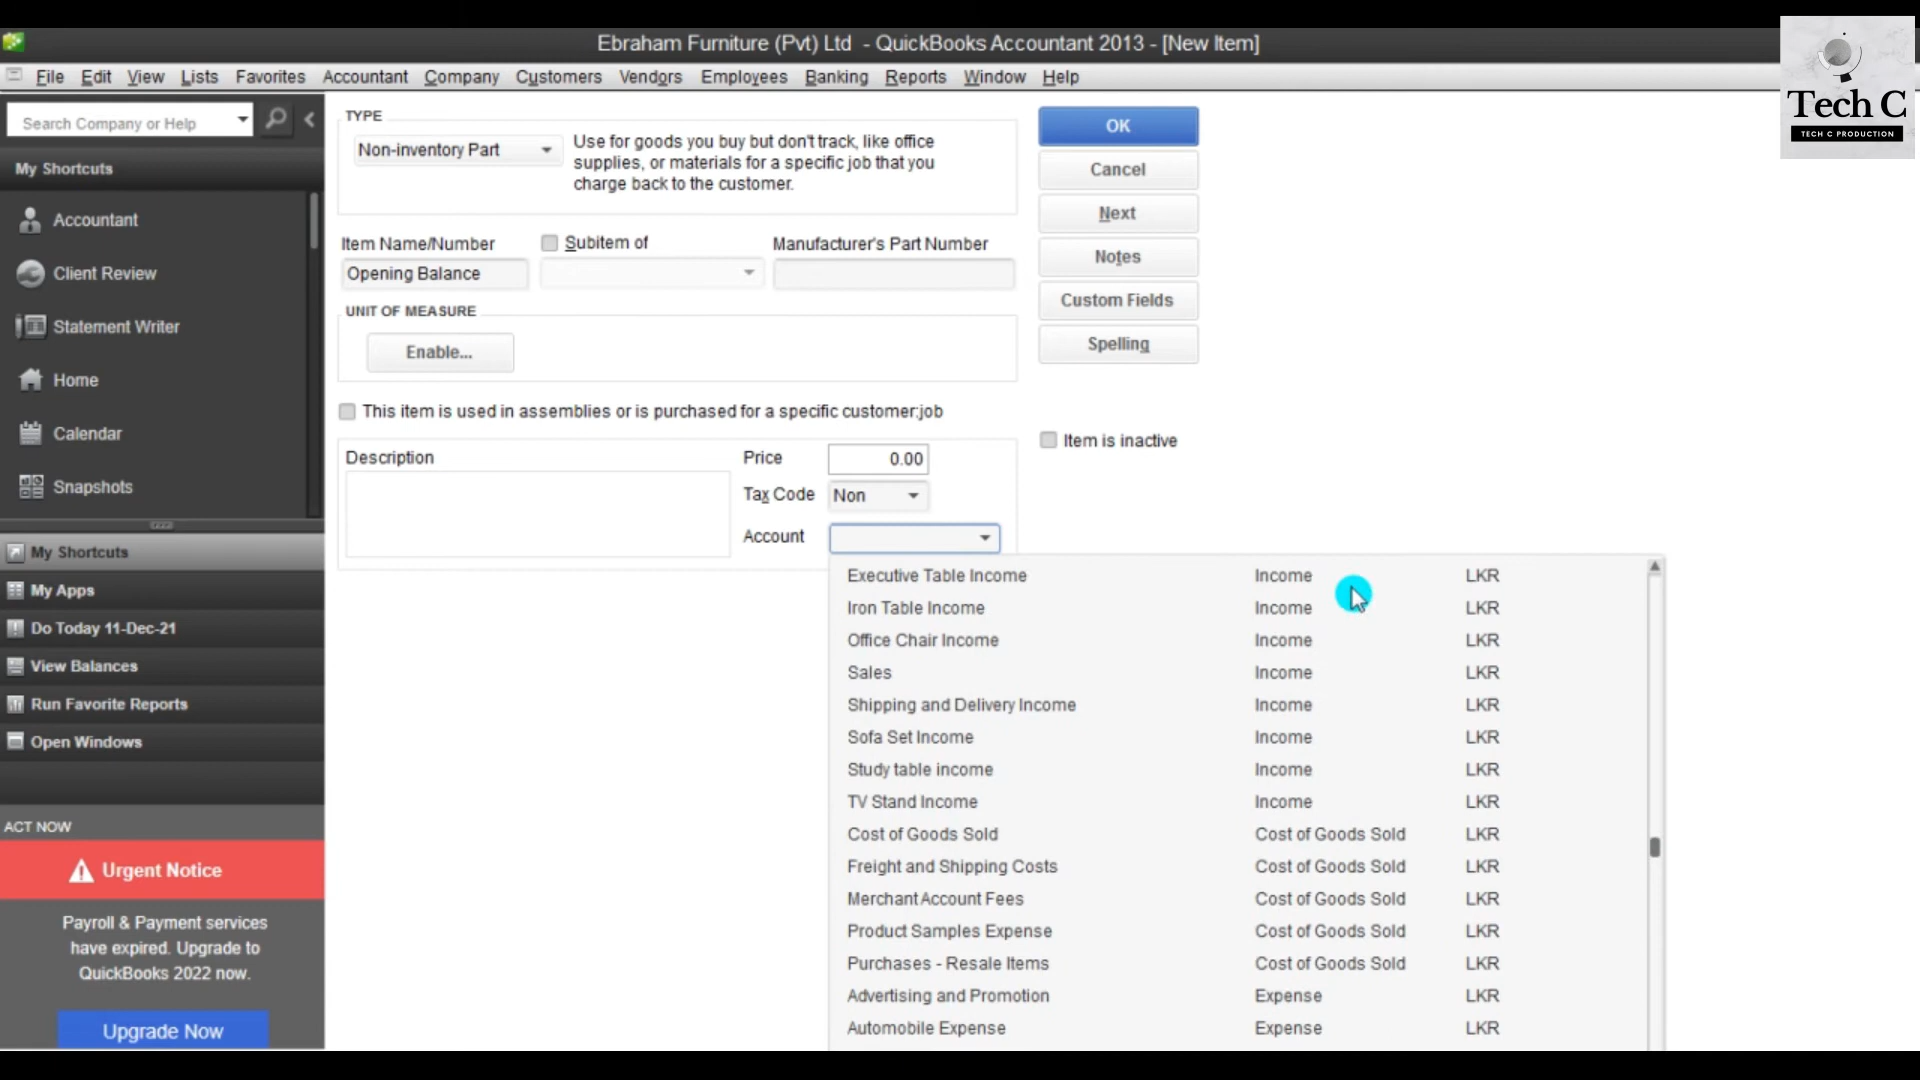 Ebraham Furniture (Pvt) Ltd - QuickBooks Accountant 2013 - [New Item]
File Edit View Lists Favorites Accountant Company Customers Vendors Employees Banking Reports Window Help
Tech C
TECH C PRODUCTION
Search Company or Help
My Shortcuts
Accountant
Client Review
Statement Writer
Home
Calendar
Snapshots
My Shortcuts
My Apps
Do Today 11-Dec-21
View Balances
Run Favorite Reports
Open Windows
ACT NOW
Urgent Notice
Payroll & Payment services
have expired. Upgrade to
QuickBooks 2022 now.
Upgrade Now
TYPE
Non-inventory Part
Use for goods you buy but don't track, like office
supplies, or materials for a specific job that you
charge back to the customer.
Item Name/Number
Subitem of
Manufacturer's Part Number
Opening Balance
UNIT OF MEASURE
Enable...
This item is used in assemblies or is purchased for a specific customer:job
Description
Price 0.00
Tax Code Non
Account
OK
Cancel
Next
Notes
Custom Fields
Spelling
Item is inactive
Executive Table Income Income LKR
Iron Table Income Income LKR
Office Chair Income Income LKR
Sales Income LKR
Shipping and Delivery Income Income LKR
Sofa Set Income Income LKR
Study table income Income LKR
TV Stand Income Income LKR
Cost of Goods Sold Cost of Goods Sold LKR
Freight and Shipping Costs Cost of Goods Sold LKR
Merchant Account Fees Cost of Goods Sold LKR
Product Samples Expense Cost of Goods Sold LKR
Purchases - Resale Items Cost of Goods Sold LKR
Advertising and Promotion Expense LKR
Automobile Expense Expense LKR